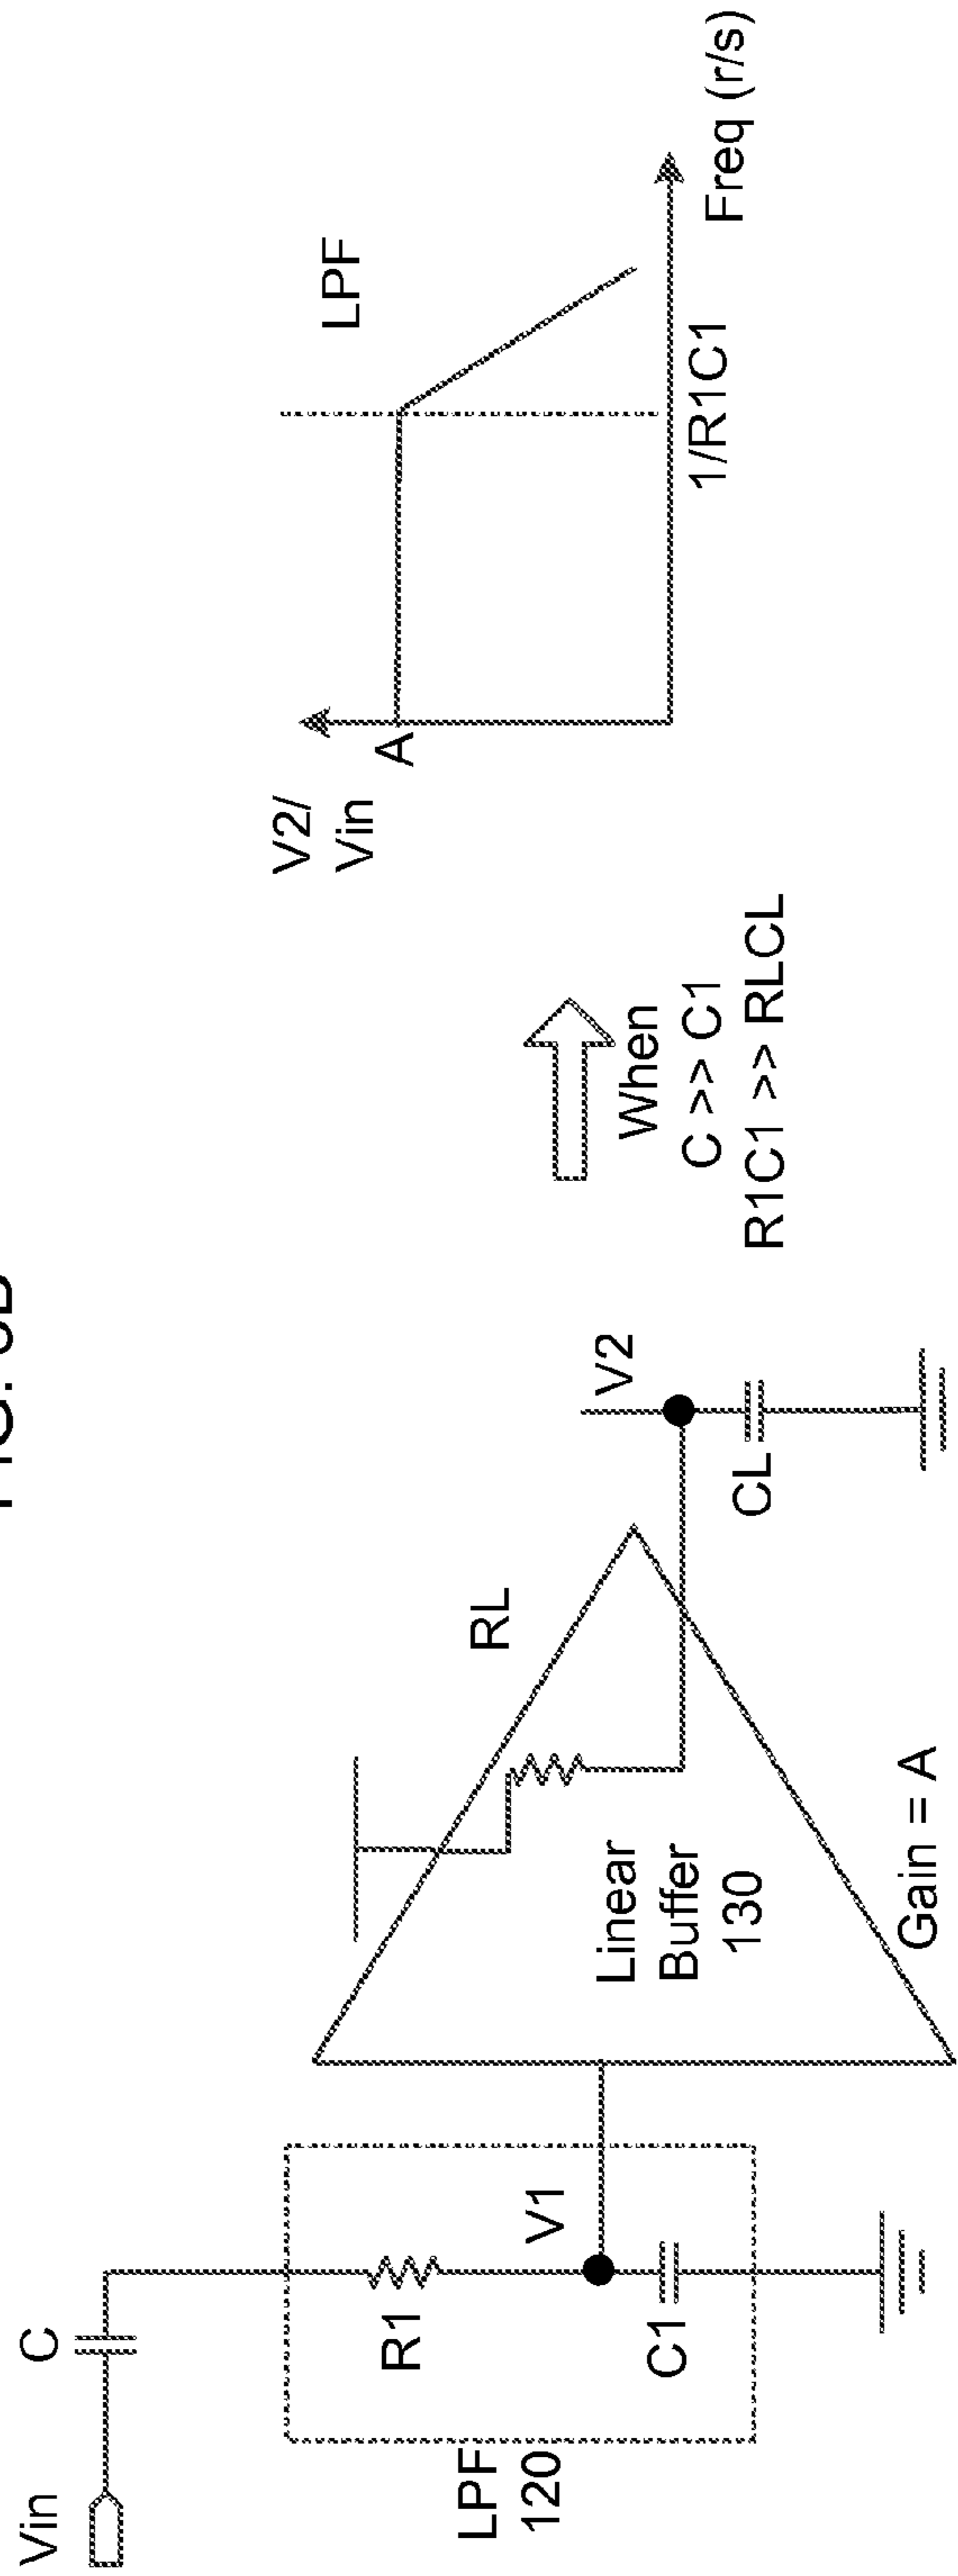 Vin
C
LPF
120
R1
C1
V1
Linear
Buffer
130
Gain = A
RL
CL
V2
When
C >> C1
R1C1 >> RLCL
V2/
Vin
A
LPF
1/R1C1
Freq (r/s)